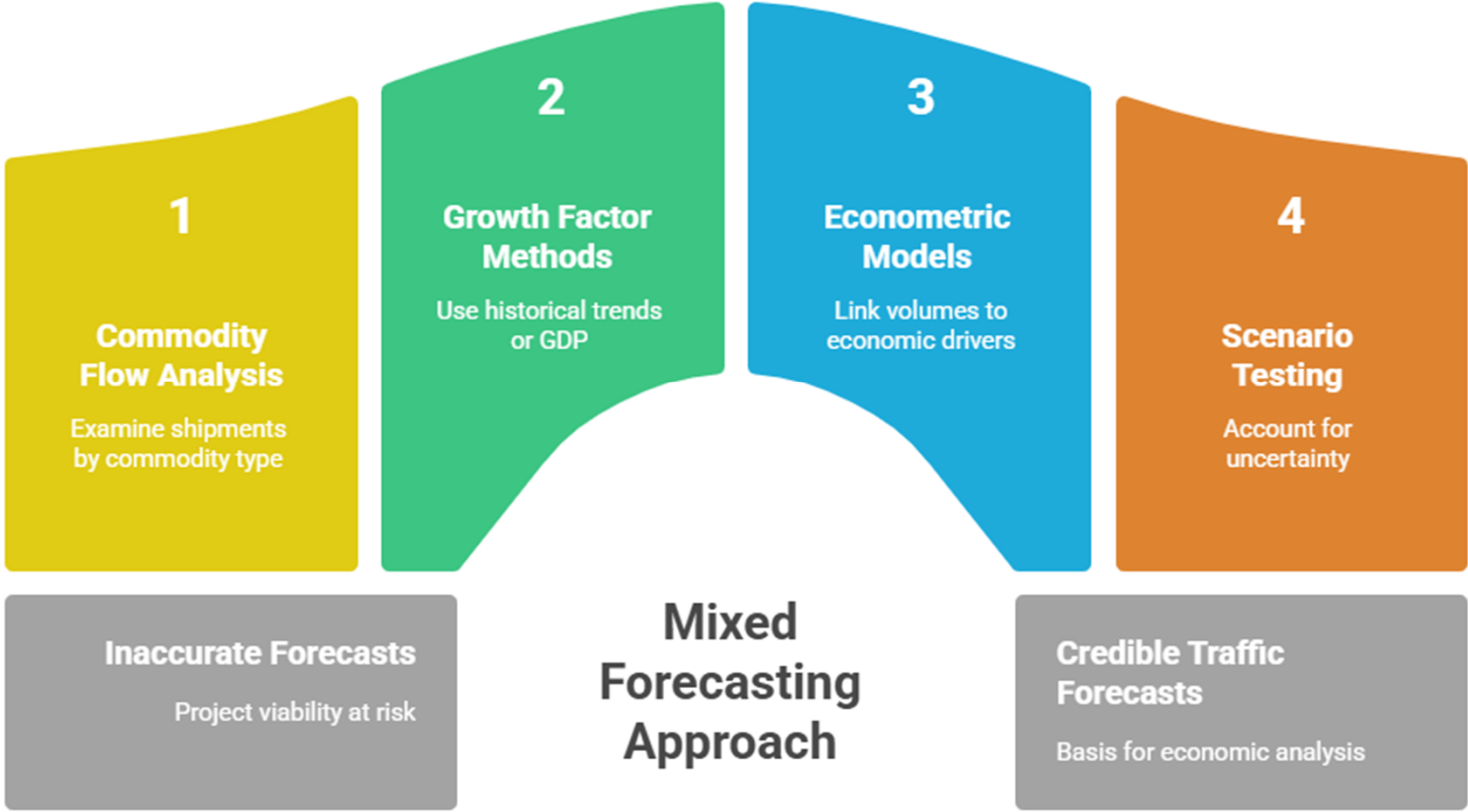 1
Commodity
Flow Analysis
Examine shipments
by commodity type
2
Growth Factor
Methods
Use historical trends
or GDP
3
Econometric
Models
Link volumes to
economic drivers
4
Scenario
Testing
Account for
uncertainty
Inaccurate Forecasts
Project viability at risk
Mixed
Forecasting
Approach
Credible Traffic
Forecasts
Basis for economic analysis